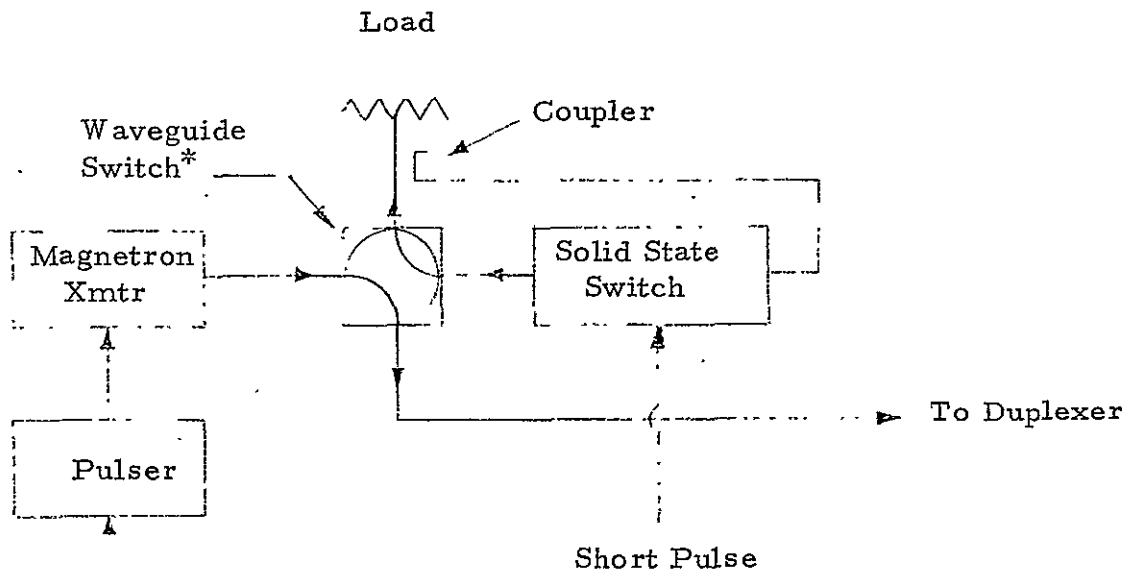 Load
Coupler
Waveguide
Switch*
Magnetron
Xmtr
Solid State
Switch
To Duplexer
Pulser
Short Pulse